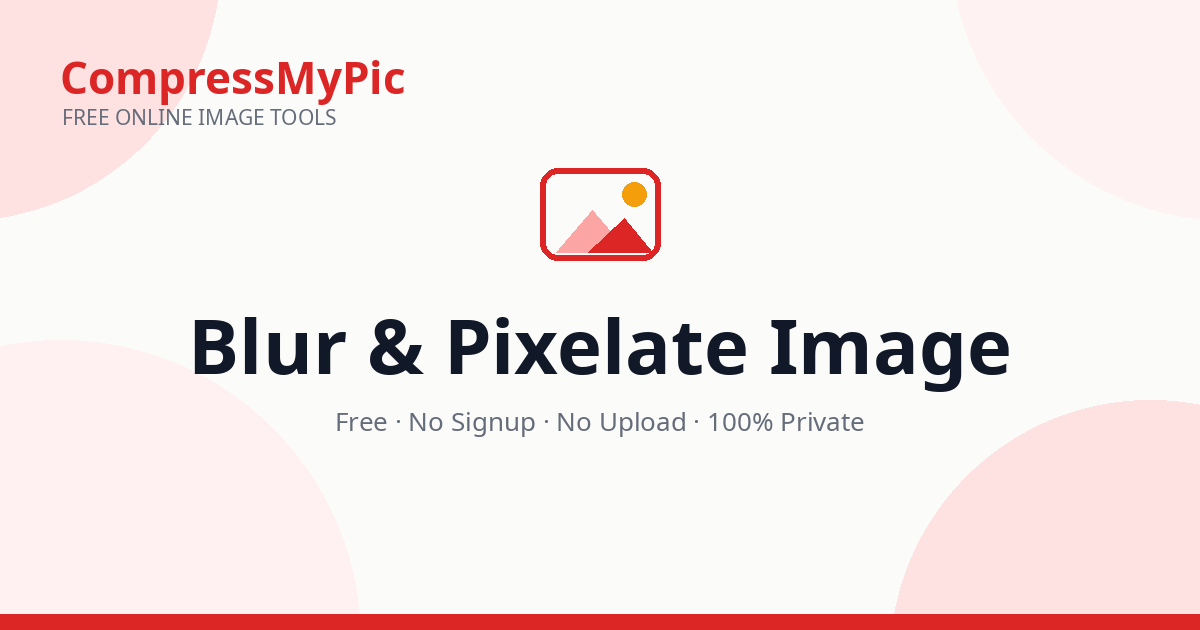 CompressMyPic
FREE ONLINE IMAGE TOOLS
Blur & Pixelate Image
Free · No Signup · No Upload · 100% Private